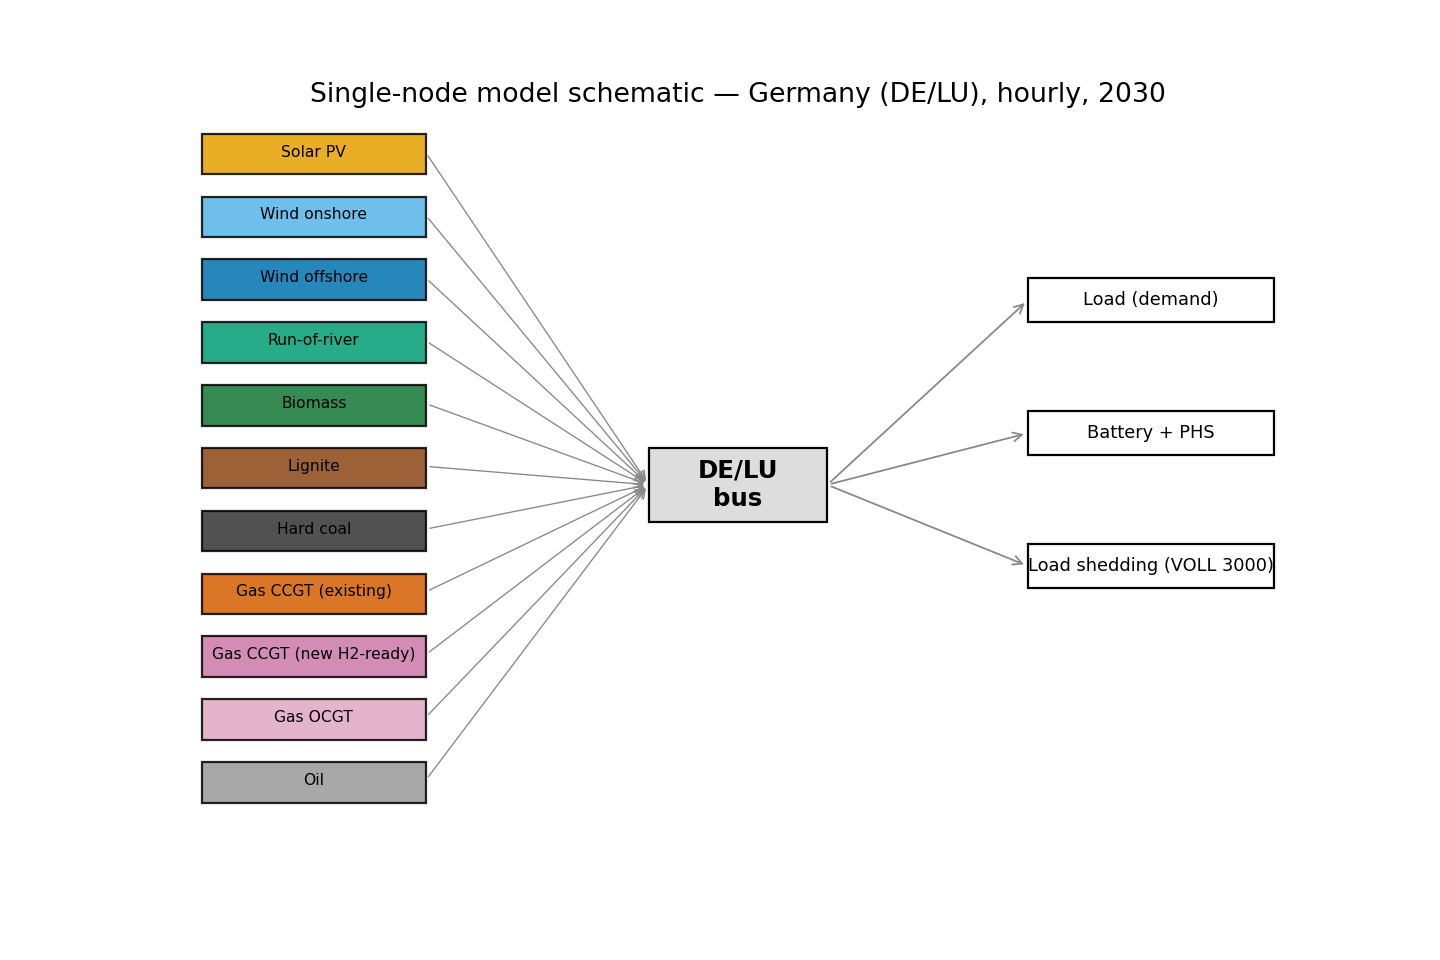 Single-node model schematic — Germany (DE/LU), hourly, 2030
Solar PV
Wind onshore
Wind offshore
Run-of-river
Biomass
Lignite
Hard coal
Gas CCGT (existing)
Gas CCGT (new H2-ready)
Gas OCGT
Oil
DE/LU
bus
Load (demand)
Battery + PHS
Load shedding (VOLL 3000)